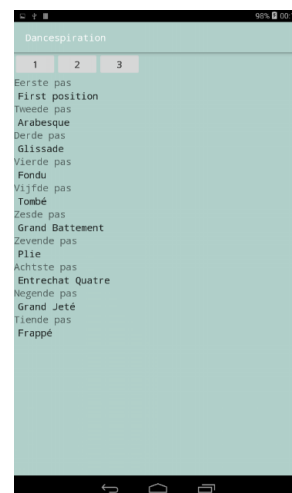 98% 00:
Dancespiration
1 2 3
Eerste pas
First position
Tweede pas
Arabesque
Derde pas
Glissade
Vierde pas
Fondu
Vijfde pas
Tombé
Zesde pas
Grand Battement
Zevende pas
Plie
Achtste pas
Entrechat Quatre
Negende pas
Grand Jeté
Tiende pas
Frappé